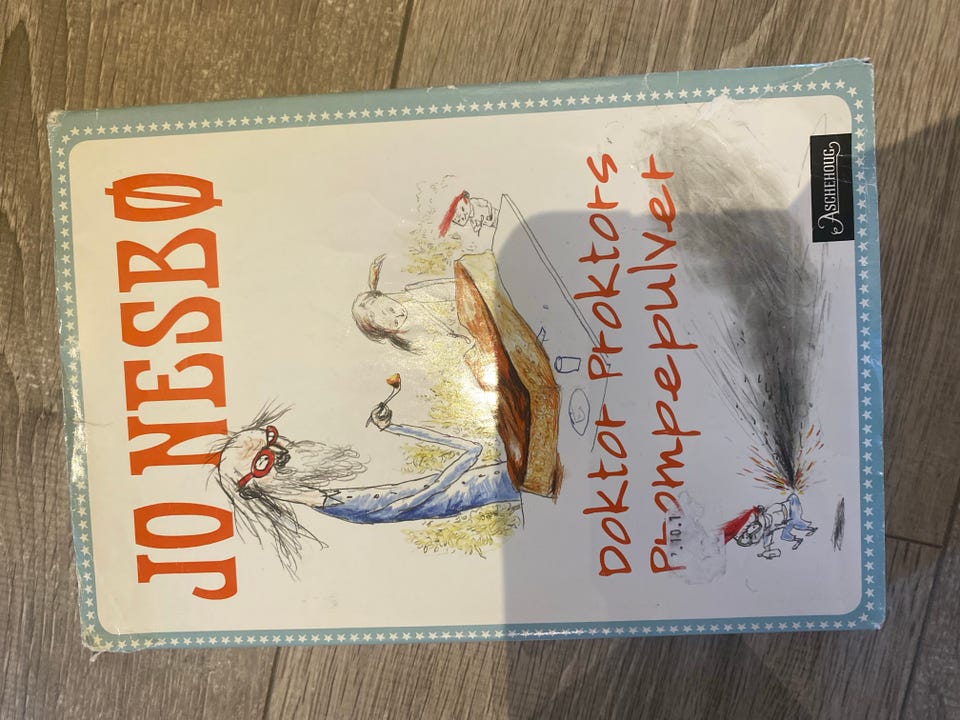 JO NESBØ
Doktor Proktors
Prompepulver
ASCHEHOUG